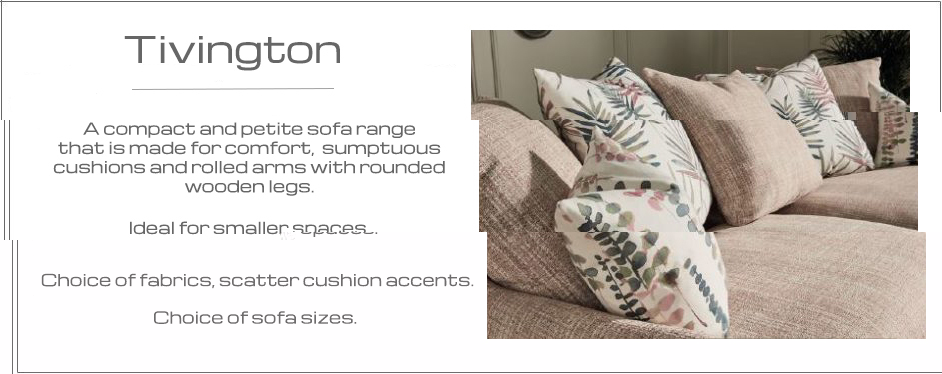 Tivington
A compact and petite sofa range
that is made for comfort, sumptuous
cushions and rolled arms with rounded
wooden legs.
Ideal for smaller spaces..
Choice of fabrics, scatter cushion accents.
Choice of sofa sizes.